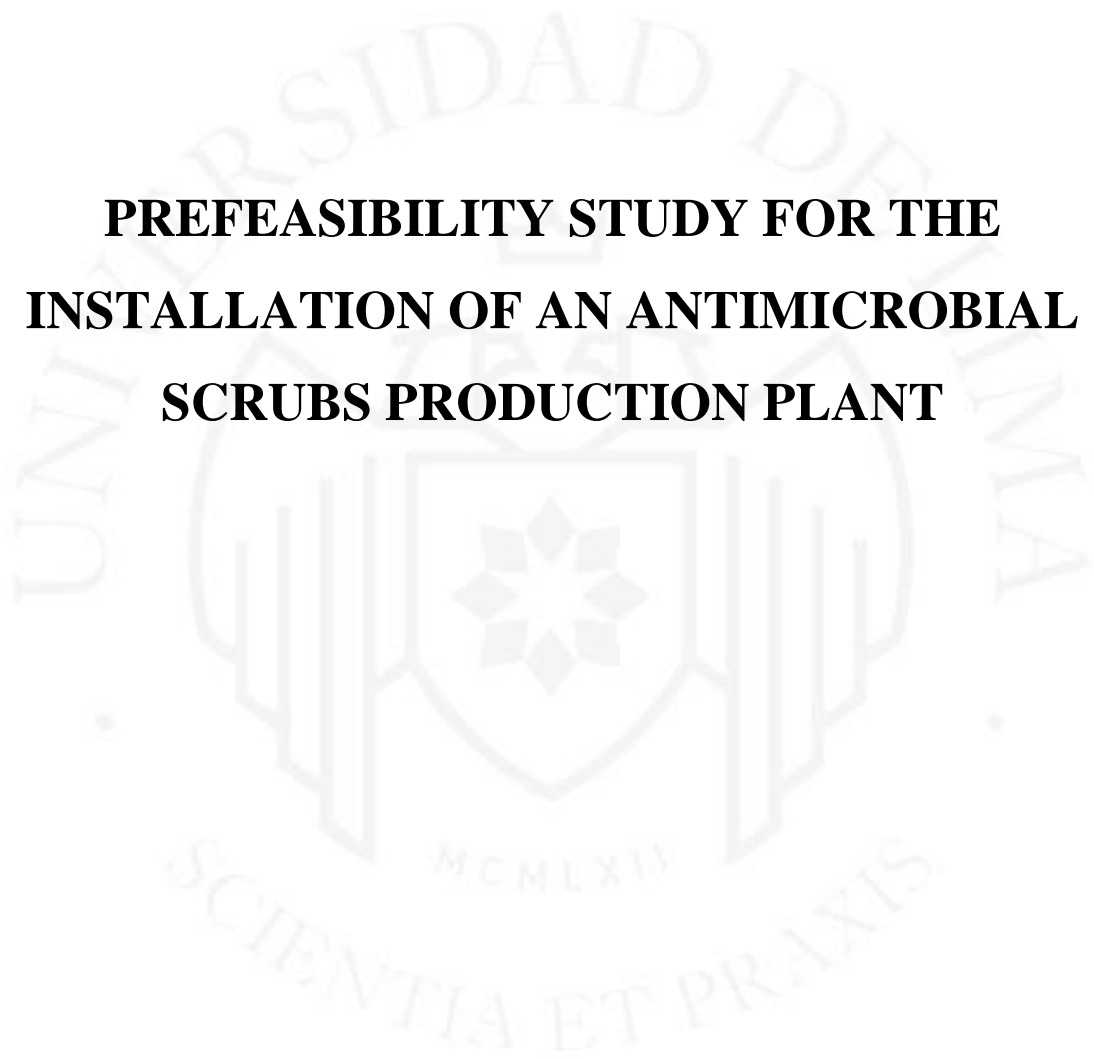 UNIVERSIDAD DE LIMA
PREFEASIBILITY STUDY FOR THE
INSTALLATION OF AN ANTIMICROBIAL
SCRUBS PRODUCTION PLANT
MCMLXII
SCIENTIA ET PRAXIS